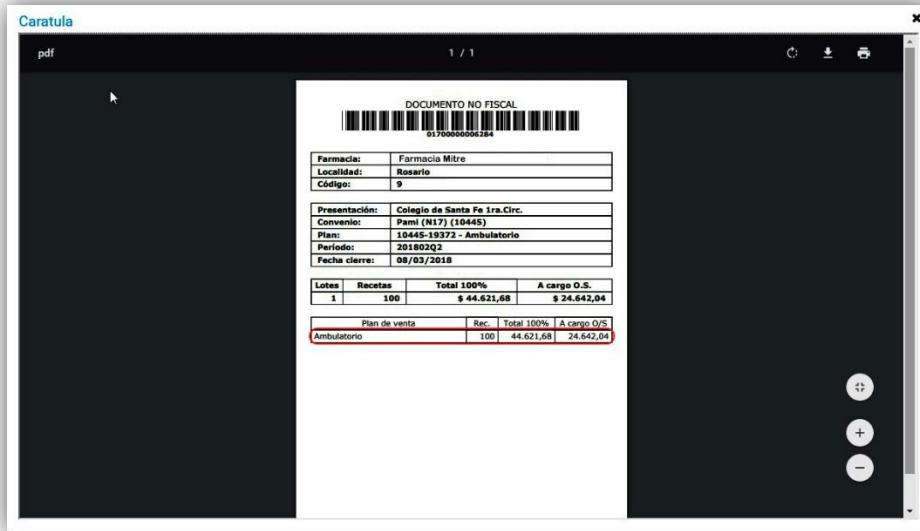 Caratula
pdf 1 / 1
DOCUMENTO NO FISCAL
01700000006284
Farmacia: Farmacia Mitre
Localidad: Rosario
Código: 9
Presentación: Colegio de Santa Fe 1ra.Circ.
Convenio: Pami (N17) (10445)
Plan: 10445-19372 - Ambulatorio
Período: 201802Q2
Fecha cierre: 08/03/2018
Lotes Recetas Total 100% A cargo O.S.
1 100 $ 44.621,68 $ 24.642,04
Plan de venta Rec. Total 100% A cargo O/S
Ambulatorio 100 44.621,68 24.642,04